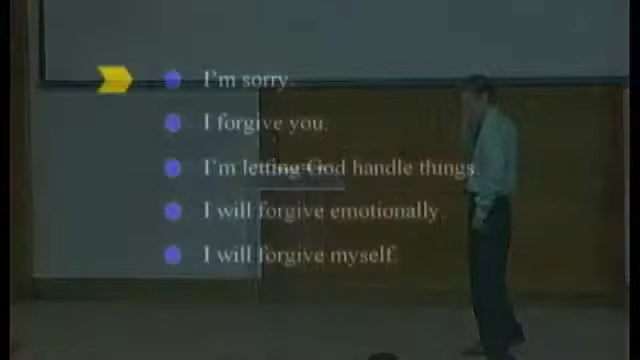 I'm sorry.
I forgive you.
I'm letting God handle things.
I will forgive emotionally.
I will forgive myself.